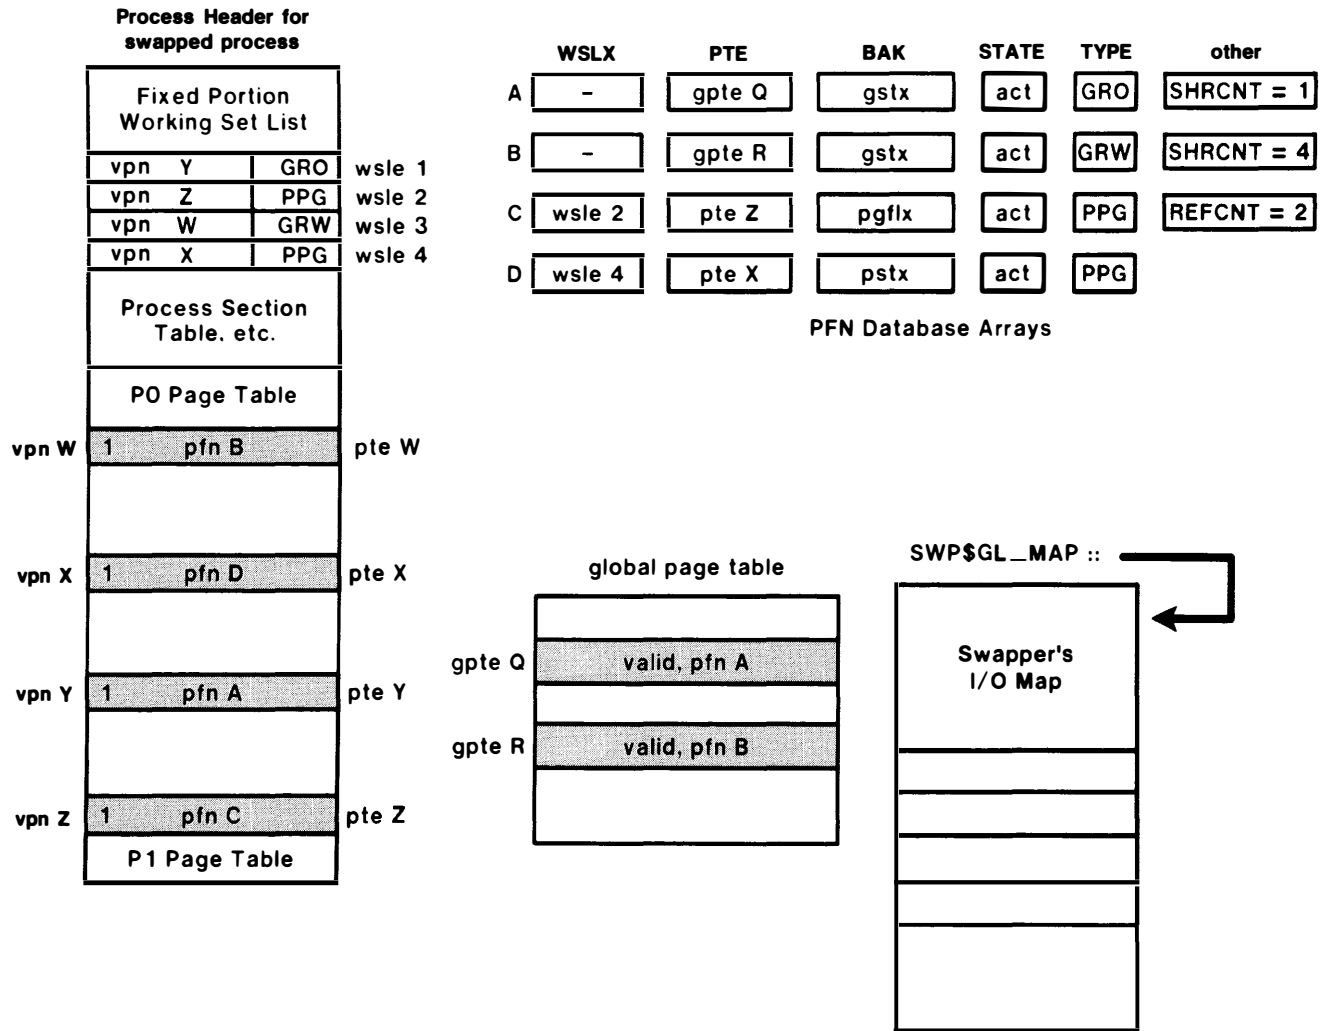 Process Header for
swapped process
Fixed Portion
Working Set List
vpn Y GRO wsle 1
vpn Z PPG wsle 2
vpn W GRW wsle 3
vpn X PPG wsle 4
Process Section
Table, etc.
P0 Page Table
vpn W 1 pfn B pte W
vpn X 1 pfn D pte X
vpn Y 1 pfn A pte Y
vpn Z 1 pfn C pte Z
P1 Page Table
WSLX PTE BAK STATE TYPE other
A - gpte Q gstx act GRO SHRCNT = 1
B - gpte R gstx act GRW SHRCNT = 4
C wsle 2 pte Z pgflx act PPG REFCNT = 2
D wsle 4 pte X pstx act PPG
PFN Database Arrays
global page table
gpte Q valid, pfn A
gpte R valid, pfn B
SWP$GL_MAP ::
Swapper's
I/O Map